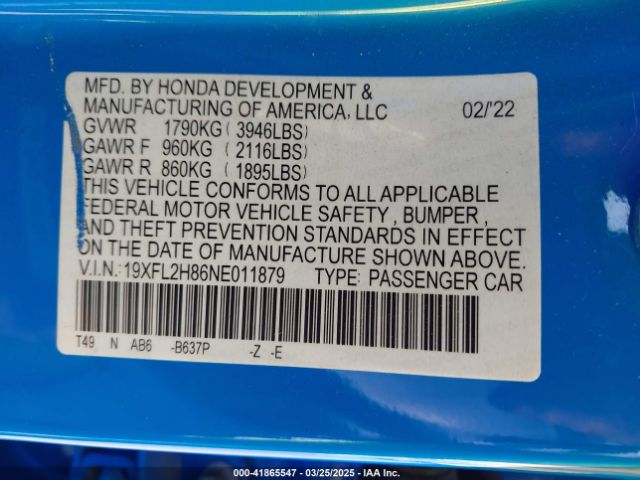 MFD. BY HONDA DEVELOPMENT &
MANUFACTURING OF AMERICA, LLC 02/'22
GVWR 1790KG ( 3946LBS)
GAWR F 960KG ( 2116LBS)
GAWR R 860KG ( 1895LBS)
THIS VEHICLE CONFORMS TO ALL APPLICABLE
FEDERAL MOTOR VEHICLE SAFETY , BUMPER ,
AND THEFT PREVENTION STANDARDS IN EFFECT
ON THE DATE OF MANUFACTURE SHOWN ABOVE.
V.I.N.: 19XFL2H86NE011879 TYPE: PASSENGER CAR
T49 N AB6 -B637P -Z -E
000-41865547 — 03/25/2025 — IAA Inc.